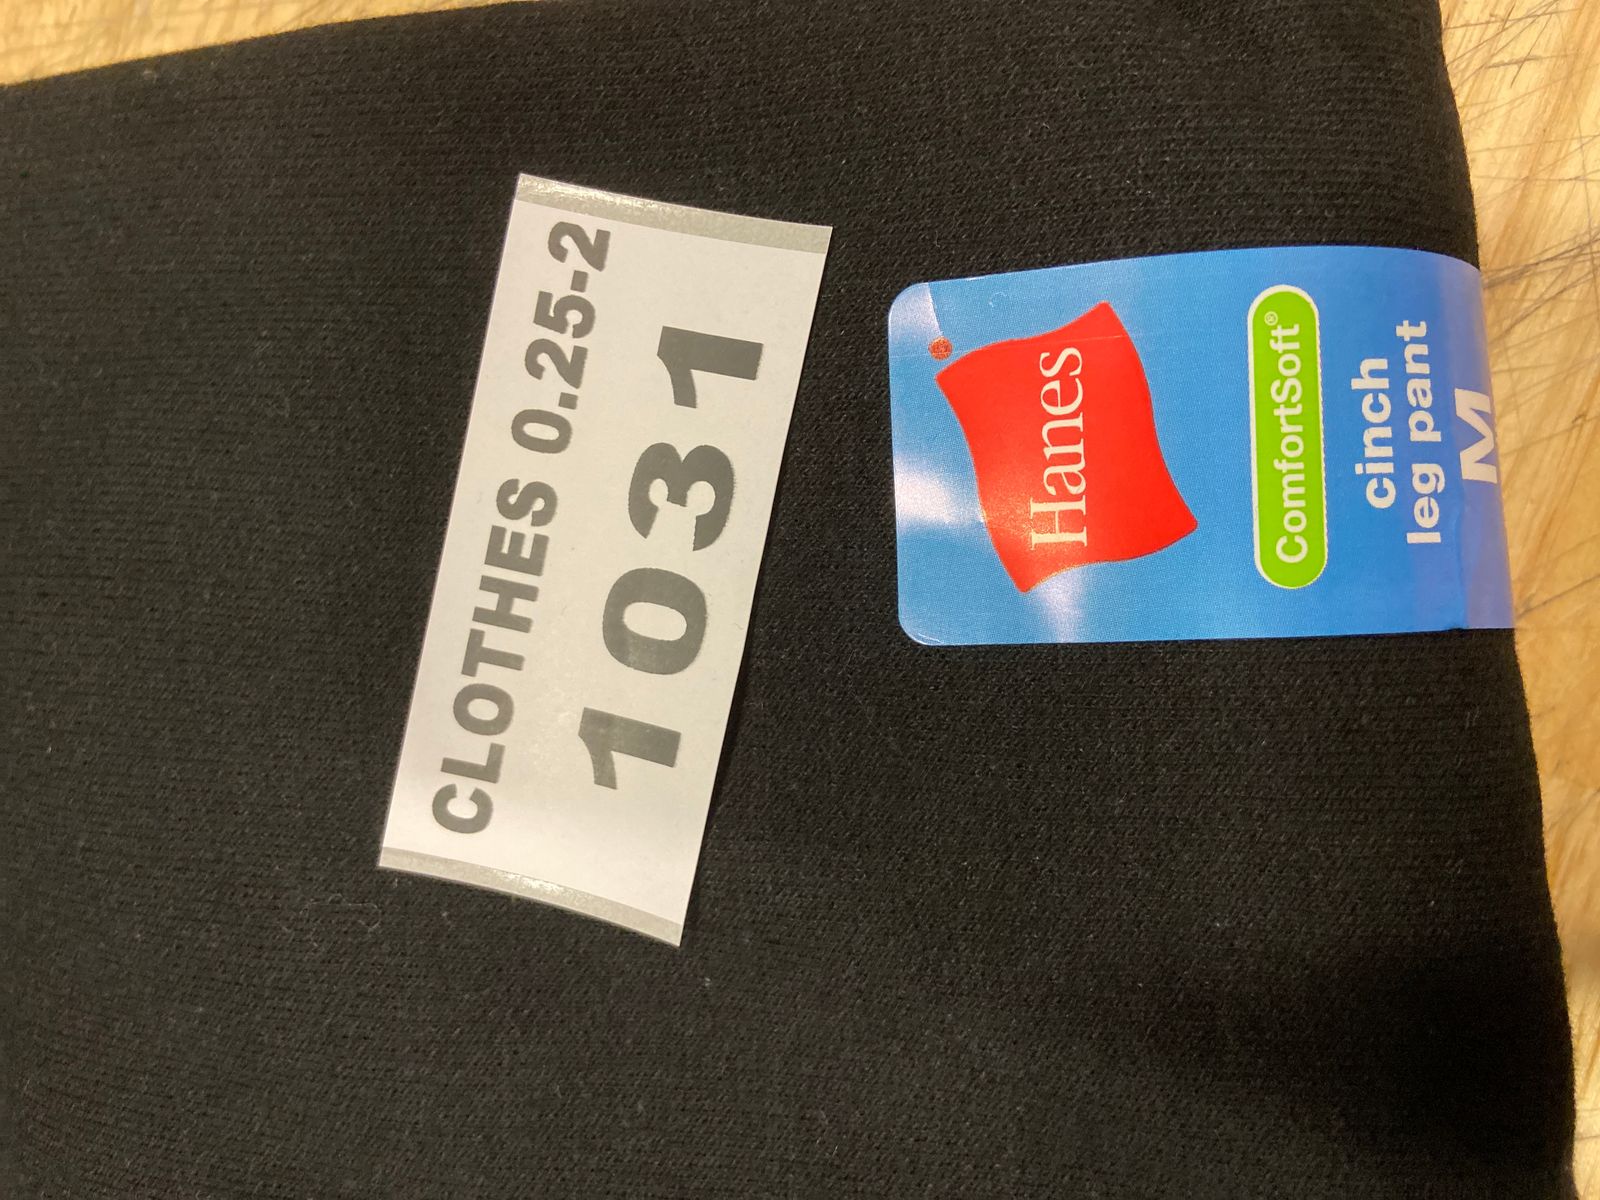 CLOTHES 0.25-2
1031
Hanes
ComfortSoft®
cinch
leg pant
M